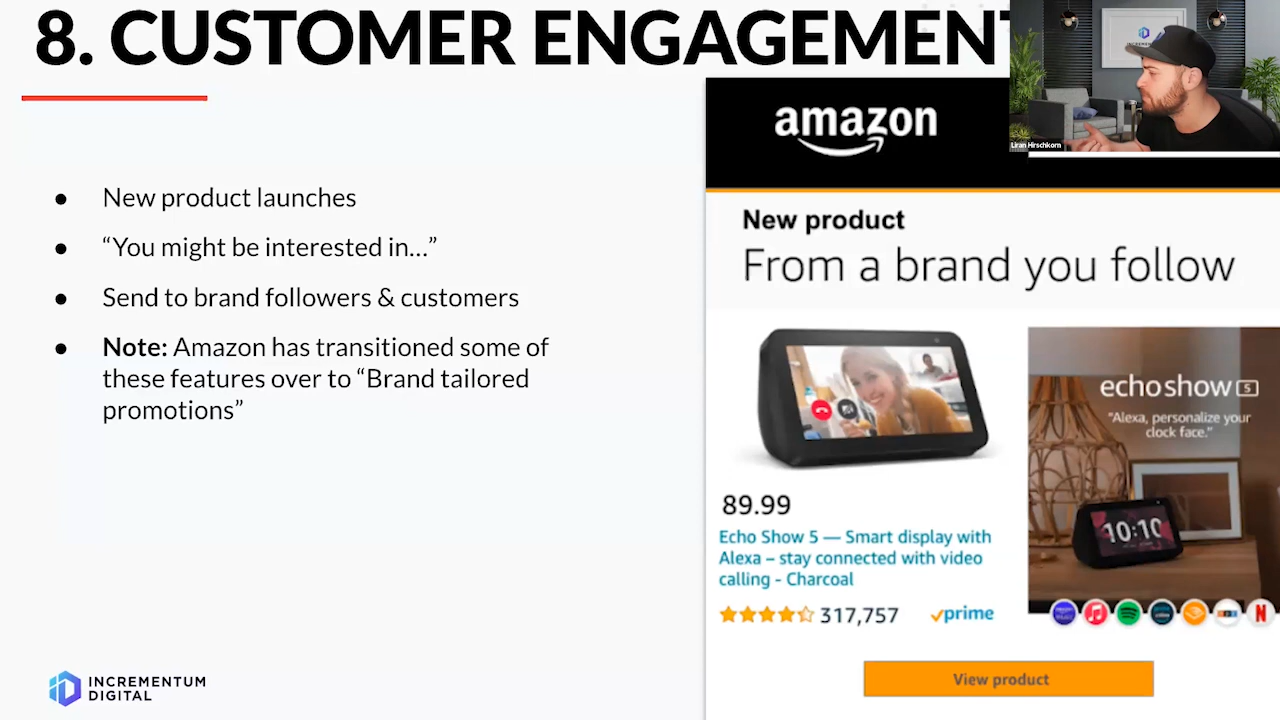 8. CUSTOMER ENGAGEMENT
Liran Hirschkorn
amazon
New product
From a brand you follow
● New product launches
● “You might be interested in…”
● Send to brand followers & customers
● Note: Amazon has transitioned some of
these features over to “Brand tailored
promotions”
echo show 5
“Alexa, personalize your
clock face.”
10:10
89.99
Echo Show 5 — Smart display with
Alexa – stay connected with video
calling - Charcoal
317,757
prime
N
View product
INCREMENTUM
DIGITAL